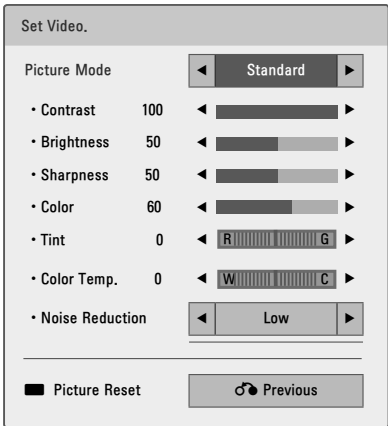 Set Video.
Picture Mode Standard
• Contrast 100
• Brightness 50
• Sharpness 50
• Color 60
• Tint 0 R G
• Color Temp. 0 W C
• Noise Reduction Low
Picture Reset Previous